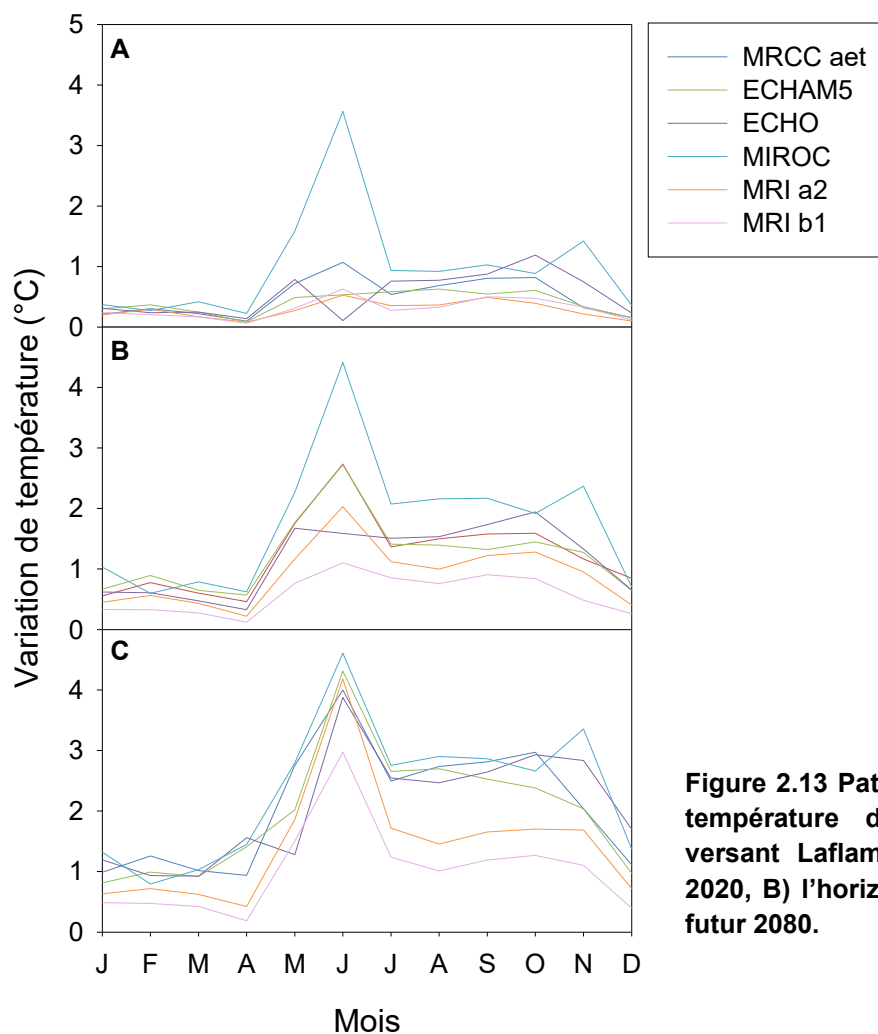 Variation de température (°C)
5
4
3
2
1
0
A
MRCC aet
ECHAM5
ECHO
MIROC
MRI a2
MRI b1
4
3
2
1
0
B
4
3
2
1
0
C
J F M A M J J A S O N D
Mois
Figure 2.13 Pat
température d
versant Laflam
2020, B) l'horiz
futur 2080.